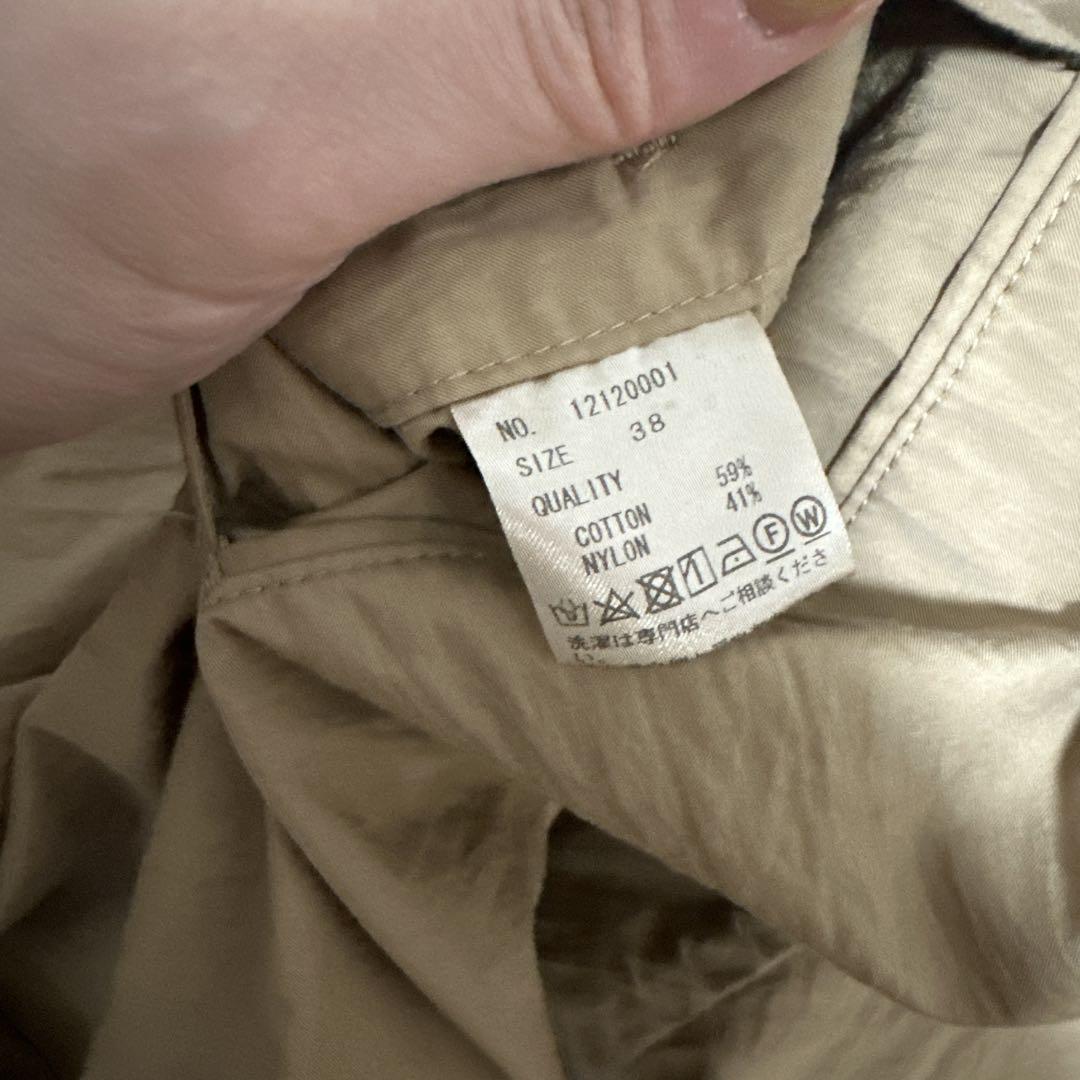 NO. 12120001
SIZE 38
QUALITY
COTTON 59%
NYLON 41%
F W
洗濯は専門店へご相談くださ
い。